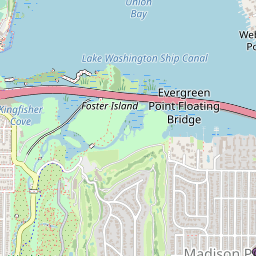 Union
Bay
Lake Washington Ship Canal
Kingfisher
Cove
Foster Island
Evergreen
Point Floating
Bridge
Madison